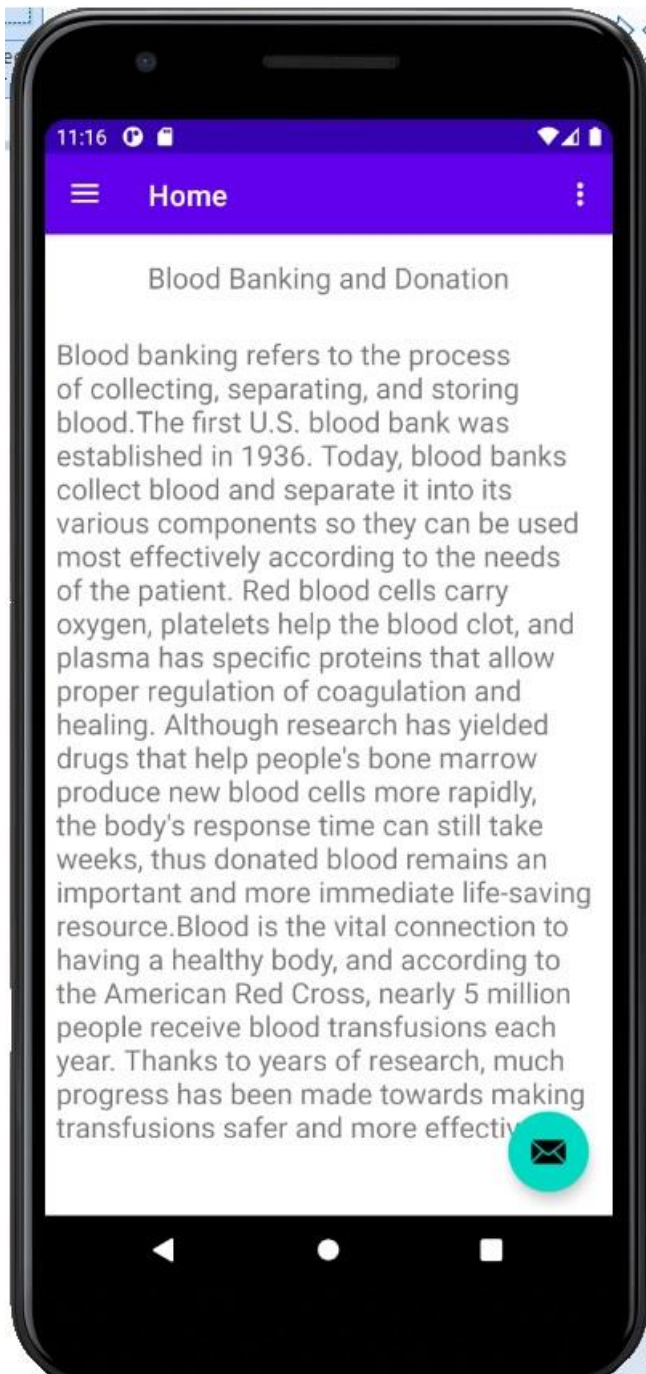 11:16
Home
Blood Banking and Donation
Blood banking refers to the process
of collecting, separating, and storing
blood.The first U.S. blood bank was
established in 1936. Today, blood banks
collect blood and separate it into its
various components so they can be used
most effectively according to the needs
of the patient. Red blood cells carry
oxygen, platelets help the blood clot, and
plasma has specific proteins that allow
proper regulation of coagulation and
healing. Although research has yielded
drugs that help people's bone marrow
produce new blood cells more rapidly,
the body's response time can still take
weeks, thus donated blood remains an
important and more immediate life-saving
resource.Blood is the vital connection to
having a healthy body, and according to
the American Red Cross, nearly 5 million
people receive blood transfusions each
year. Thanks to years of research, much
progress has been made towards making
transfusions safer and more